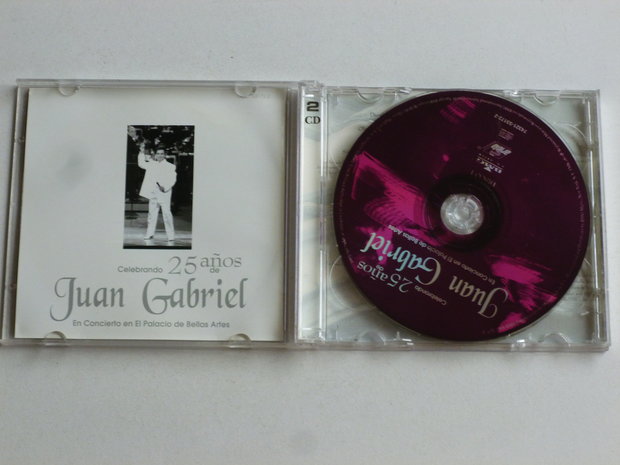 Celebrando 25 años de
Juan Gabriel
En Concierto en El Palacio de Bellas Artes
2
CD
Celebrando 25 años de
Juan Gabriel
En Concierto en El Palacio de Bellas Artes